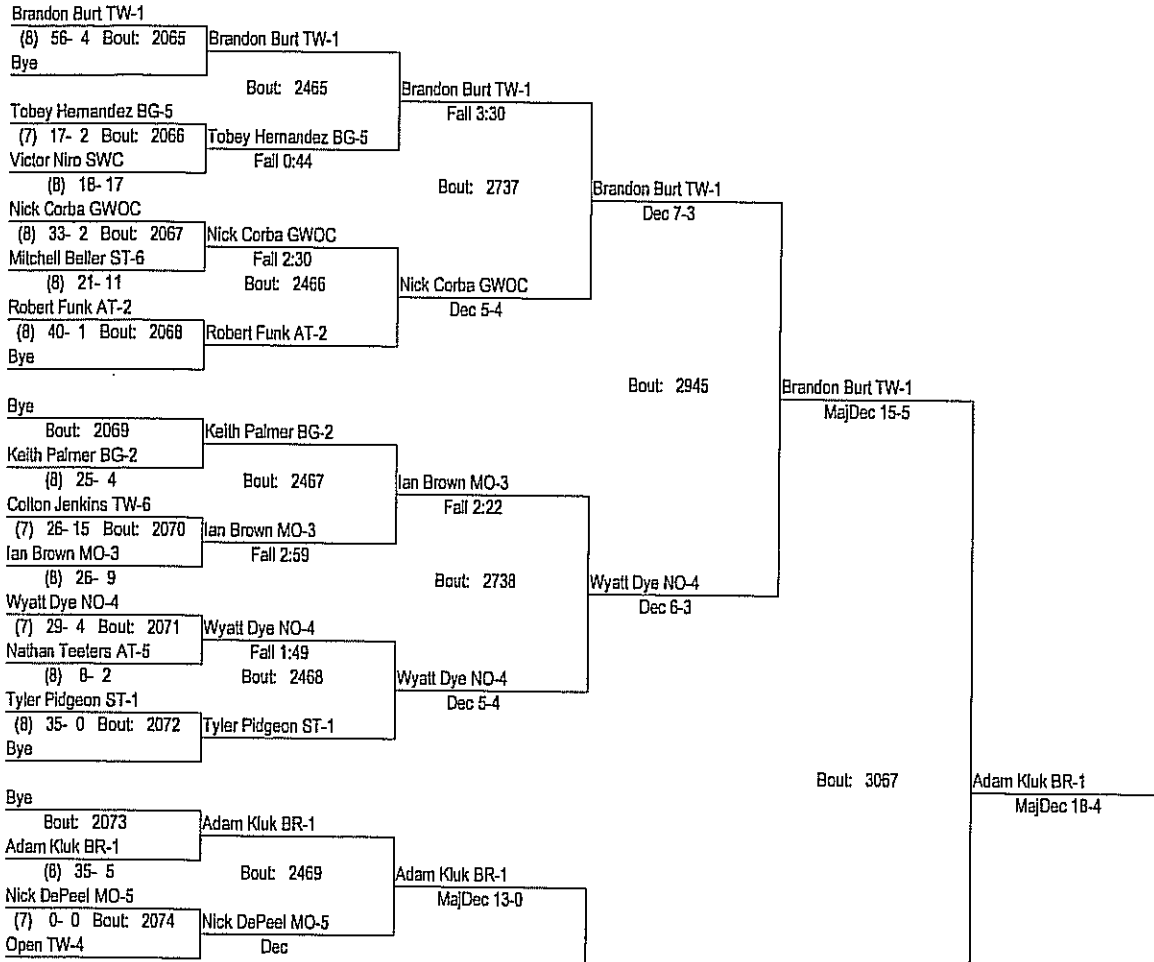 Brandon Burt TW-1
(8) 56- 4 Bout: 2065
Bye
Brandon Burt TW-1
Bout: 2465
Tobey Hernandez BG-5
(7) 17- 2 Bout: 2066
Victor Niro SWC
(8) 18- 17
Tobey Hernandez BG-5
Fall 0:44
Brandon Burt TW-1
Fall 3:30
Bout: 2737
Nick Corba GWOC
(8) 33- 2 Bout: 2067
Mitchell Beller ST-6
(8) 21- 11
Nick Corba GWOC
Fall 2:30
Bout: 2466
Robert Funk AT-2
(8) 40- 1 Bout: 2068
Bye
Robert Funk AT-2
Nick Corba GWOC
Dec 5-4
Brandon Burt TW-1
Dec 7-3
Bout: 2945
Bye
Bout: 2069
Keith Palmer BG-2
(8) 25- 4
Keith Palmer BG-2
Bout: 2467
Colton Jenkins TW-6
(7) 26- 15 Bout: 2070
Ian Brown MO-3
(8) 26- 9
Ian Brown MO-3
Fall 2:59
Ian Brown MO-3
Fall 2:22
Bout: 2738
Wyatt Dye NO-4
(7) 29- 4 Bout: 2071
Nathan Teeters AT-5
(8) 8- 2
Wyatt Dye NO-4
Fall 1:49
Bout: 2468
Tyler Pidgeon ST-1
(8) 35- 0 Bout: 2072
Bye
Tyler Pidgeon ST-1
Wyatt Dye NO-4
Dec 5-4
Wyatt Dye NO-4
Dec 6-3
Brandon Burt TW-1
MajDec 15-5
Bout: 3067
Adam Kluk BR-1
MajDec 18-4
Bye
Bout: 2073
Adam Kluk BR-1
(8) 35- 5
Adam Kluk BR-1
Bout: 2469
Nick DePeel MO-5
(7) 0- 0 Bout: 2074
Open TW-4
Nick DePeel MO-5
Dec
Adam Kluk BR-1
MajDec 13-0